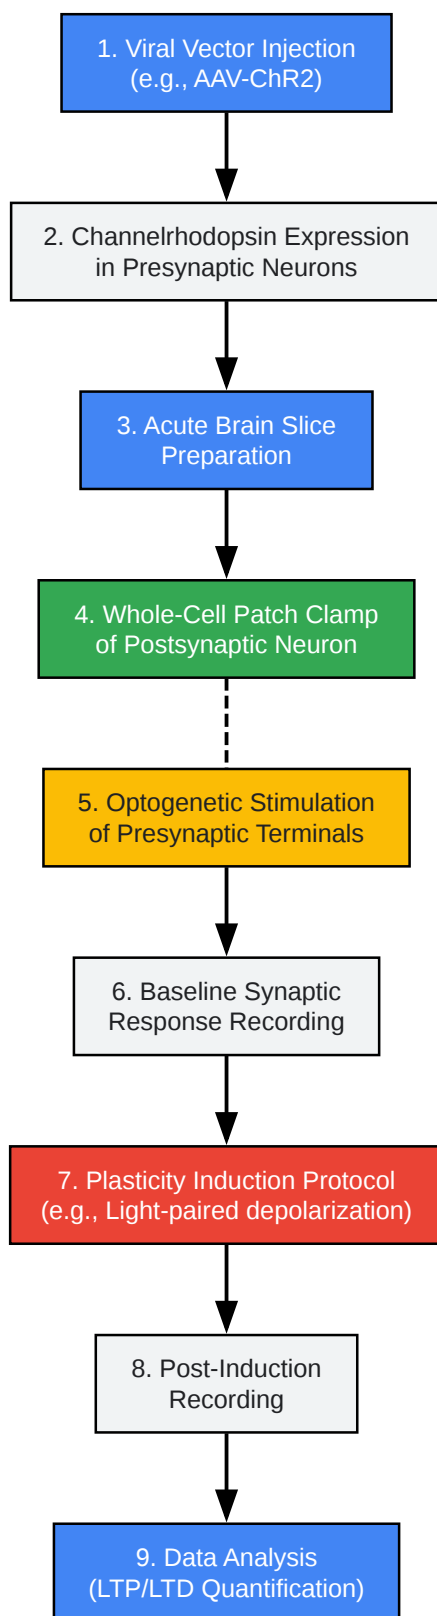 1. Viral Vector Injection
(e.g., AAV-ChR2)
2. Channelrhodopsin Expression
in Presynaptic Neurons
3. Acute Brain Slice
Preparation
4. Whole-Cell Patch Clamp
of Postsynaptic Neuron
5. Optogenetic Stimulation
of Presynaptic Terminals
6. Baseline Synaptic
Response Recording
7. Plasticity Induction Protocol
(e.g., Light-paired depolarization)
8. Post-Induction
Recording
9. Data Analysis
(LTP/LTD Quantification)